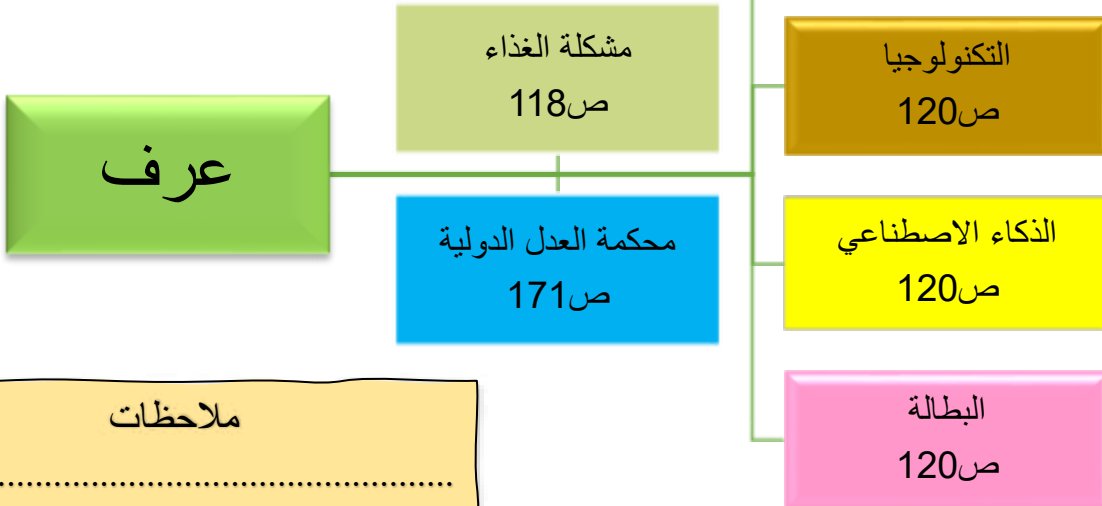 عرف
مشكلة الغذاء
ص118
محكمة العدل الدولية
ص171
التكنولوجيا
ص120
الذكاء الاصطناعي
ص120
البطالة
ص120
ملاحظات
..................................................